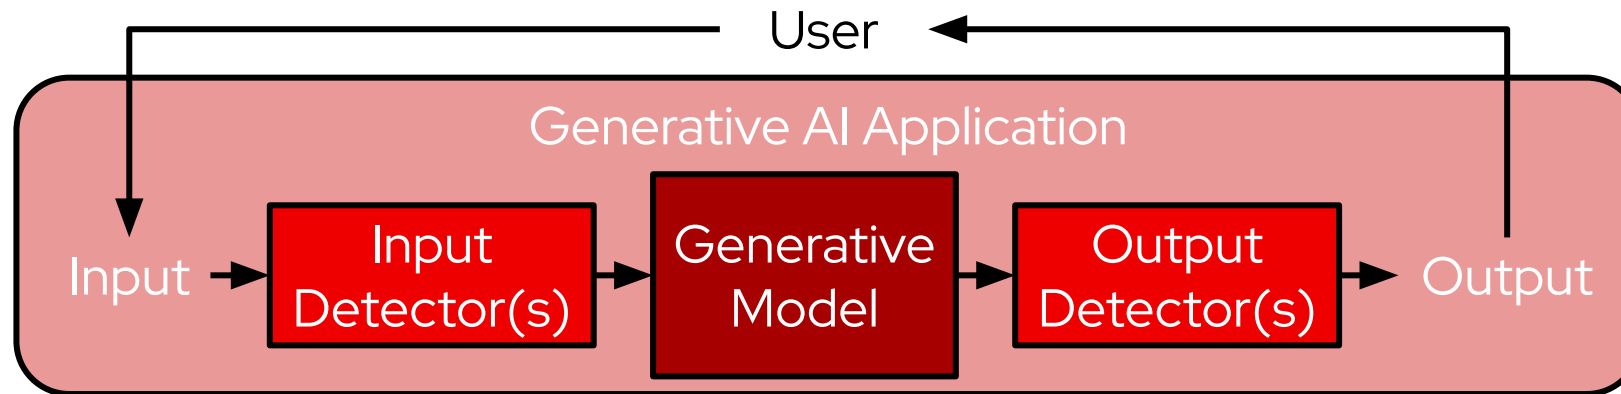 User
Generative AI Application
Input
Input
Detector(s)
Generative
Model
Output
Detector(s)
Output